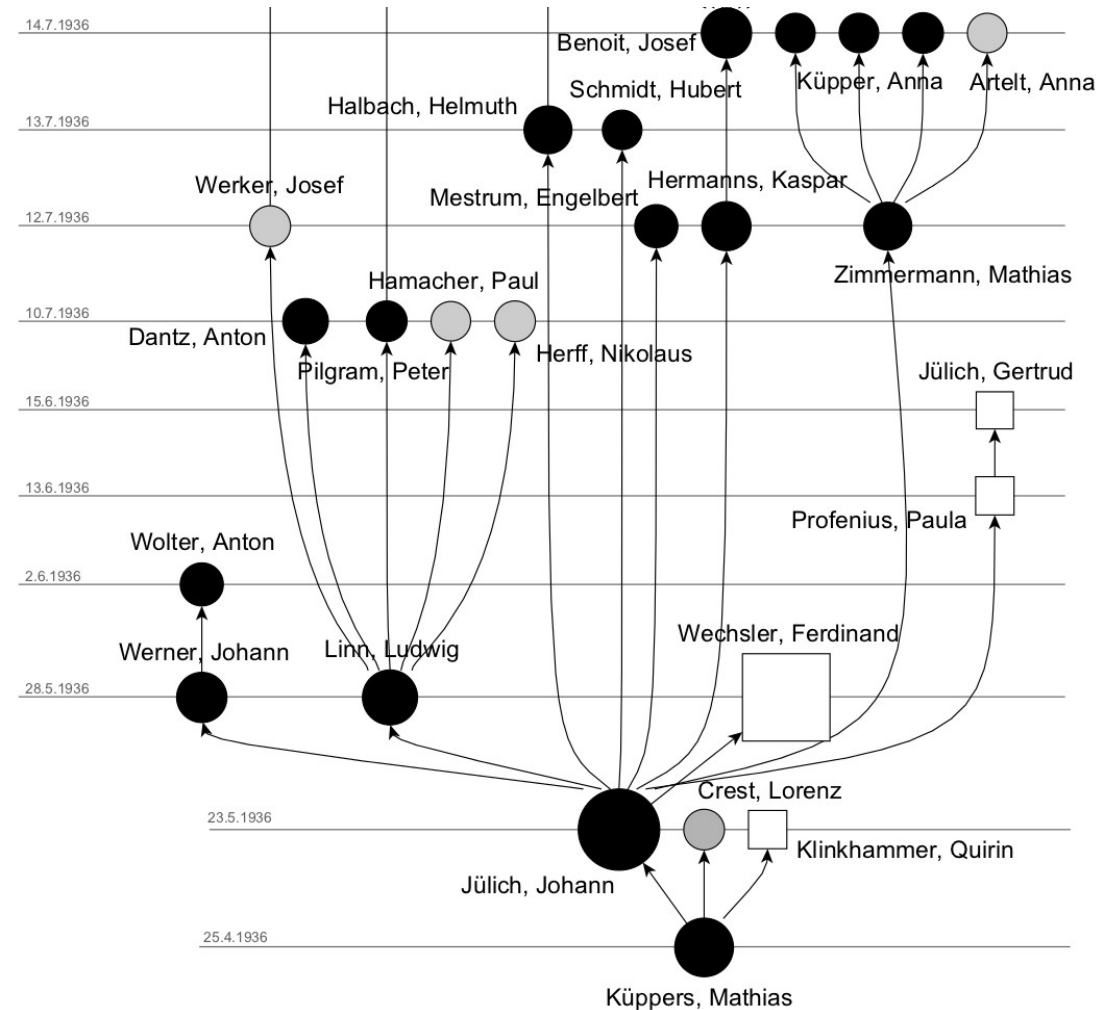 14.7.1936
Benoit, Josef
Küpper, Anna
Artelt, Anna
Schmidt, Hubert
Halbach, Helmuth
13.7.1936
Hermanns, Kaspar
Werker, Josef
Mestrum, Engelbert
12.7.1936
Zimmermann, Mathias
Hamacher, Paul
10.7.1936
Dantz, Anton
Herff, Nikolaus
Pilgram, Peter
Jülich, Gertrud
15.6.1936
13.6.1936
Profenius, Paula
Wolter, Anton
2.6.1936
Wechsler, Ferdinand
Werner, Johann
Linn, Ludwig
28.5.1936
Crest, Lorenz
23.5.1936
Klinkhammer, Quirin
Jülich, Johann
25.4.1936
Küppers, Mathias